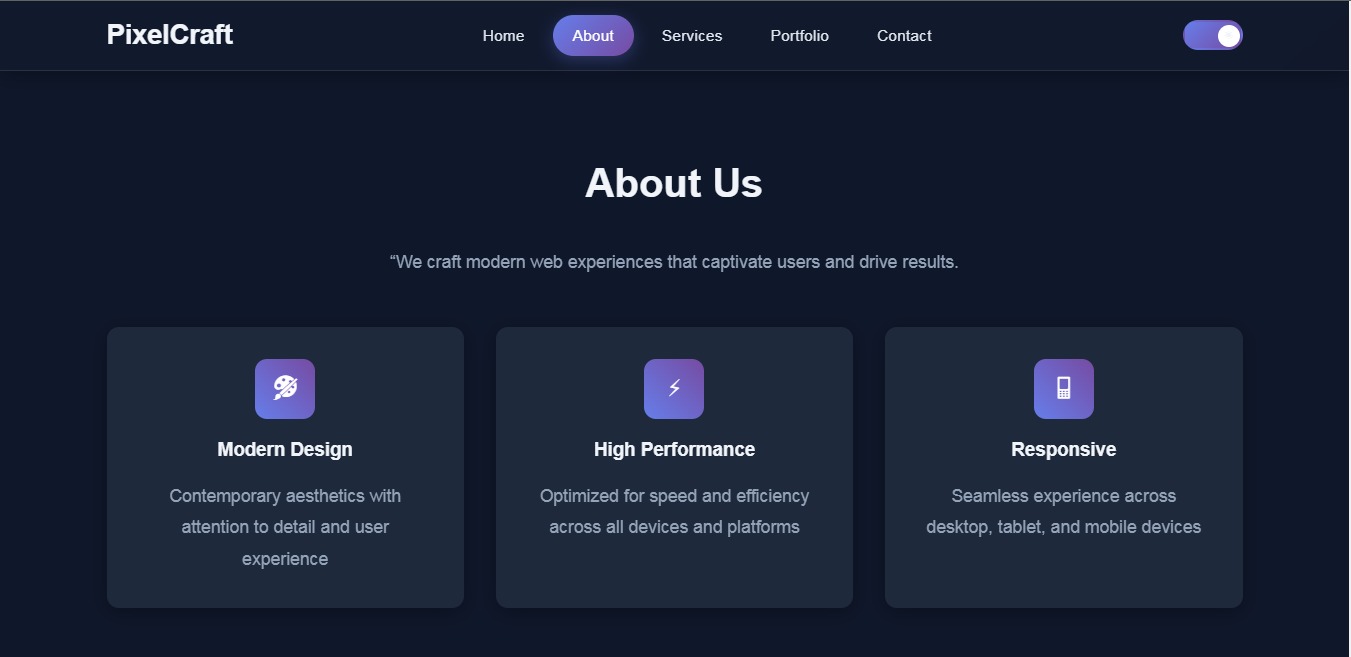 PixelCraft
Home
About
Services
Portfolio
Contact
About Us
“We craft modern web experiences that captivate users and drive results.
Modern Design
Contemporary aesthetics with
attention to detail and user
experience
High Performance
Optimized for speed and efficiency
across all devices and platforms
Responsive
Seamless experience across
desktop, tablet, and mobile devices